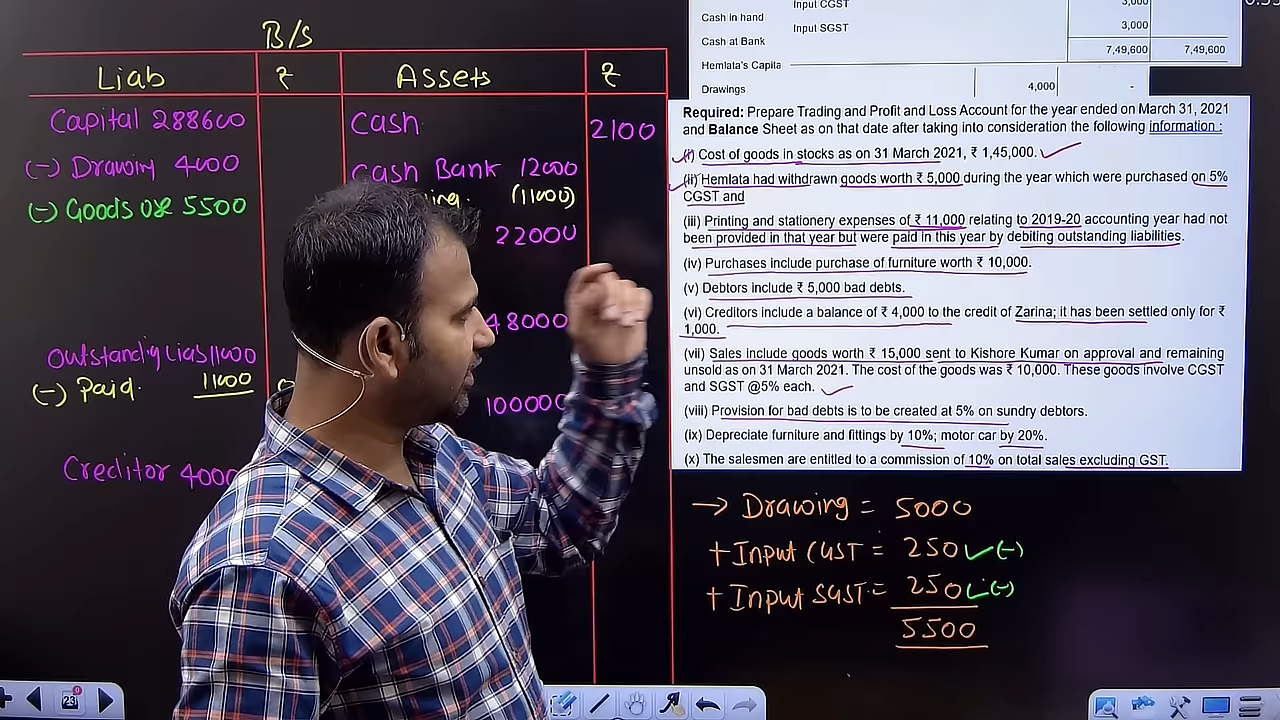 B/S
Liab ₹ Assets ₹
Capital 288600 Cash 2100
(-) Drawing 4000 Cash Bank 12000
(-) Goods use 5500 (11000)
22000
48000
Outstanding Liab 11000
(-) Paid. 11000
100000
Creditor 4000
Input CGST 3,000
Cash in hand
Input SGST 3,000
Cash at Bank
7,49,600 7,49,600
Hemlata's Capita
Drawings 4,000 -
Required: Prepare Trading and Profit and Loss Account for the year ended on March 31, 2021
and Balance Sheet as on that date after taking into consideration the following information :
(i) Cost of goods in stocks as on 31 March 2021, ₹ 1,45,000.
(ii) Hemlata had withdrawn goods worth ₹ 5,000 during the year which were purchased on 5%
CGST and
(iii) Printing and stationery expenses of ₹ 11,000 relating to 2019-20 accounting year had not
been provided in that year but were paid in this year by debiting outstanding liabilities.
(iv) Purchases include purchase of furniture worth ₹ 10,000.
(v) Debtors include ₹ 5,000 bad debts.
(vi) Creditors include a balance of ₹ 4,000 to the credit of Zarina; it has been settled only for ₹
1,000.
(vii) Sales include goods worth ₹ 15,000 sent to Kishore Kumar on approval and remaining
unsold as on 31 March 2021. The cost of the goods was ₹ 10,000. These goods involve CGST
and SGST @5% each.
(viii) Provision for bad debts is to be created at 5% on sundry debtors.
(ix) Depreciate furniture and fittings by 10%; motor car by 20%.
(x) The salesmen are entitled to a commission of 10% on total sales excluding GST.
→ Drawing = 5000
+ Input CGST = 250 ✓(-)
+ Input SGST = 250 ✓(-)
5500
23